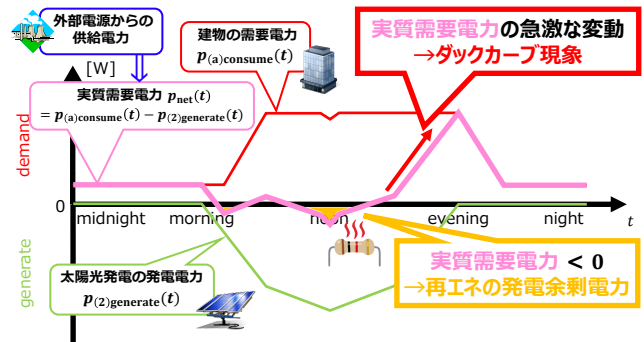 外部電源からの
供給電力
[W]
建物の需要電力
p(a)consume(t)
実質需要電力の急激な変動
→ダックカーブ現象
実質需要電力 pnet(t)
= p(a)consume(t) − p(2)generate(t)
demand
0
midnight morning noon evening night t
generate
太陽光発電の発電電力
p(2)generate(t)
実質需要電力 < 0
→再エネの発電余剰電力